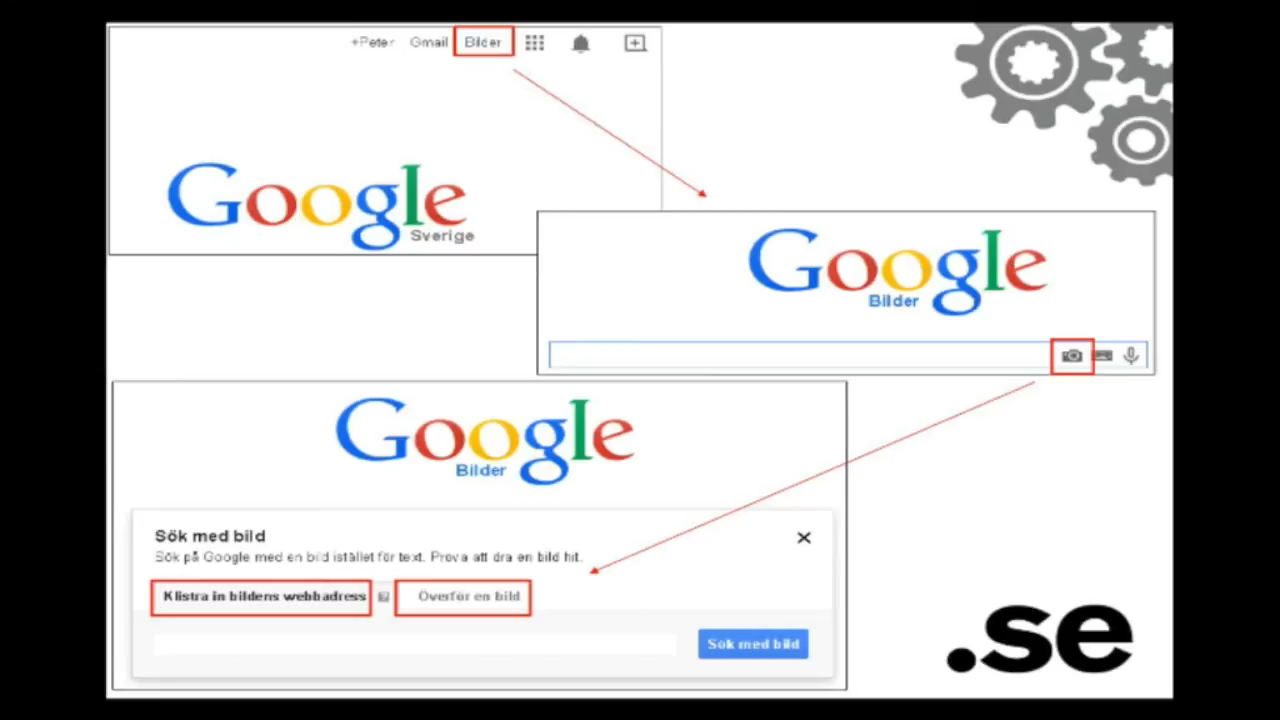 +Peter Gmail Bilder
Google
Sverige
Google
Bilder
Google
Bilder
Sök med bild
Sök på Google med en bild istället för text. Prova att dra en bild hit.
Klistra in bildens webbadress
Överför en bild
Sök med bild
.se